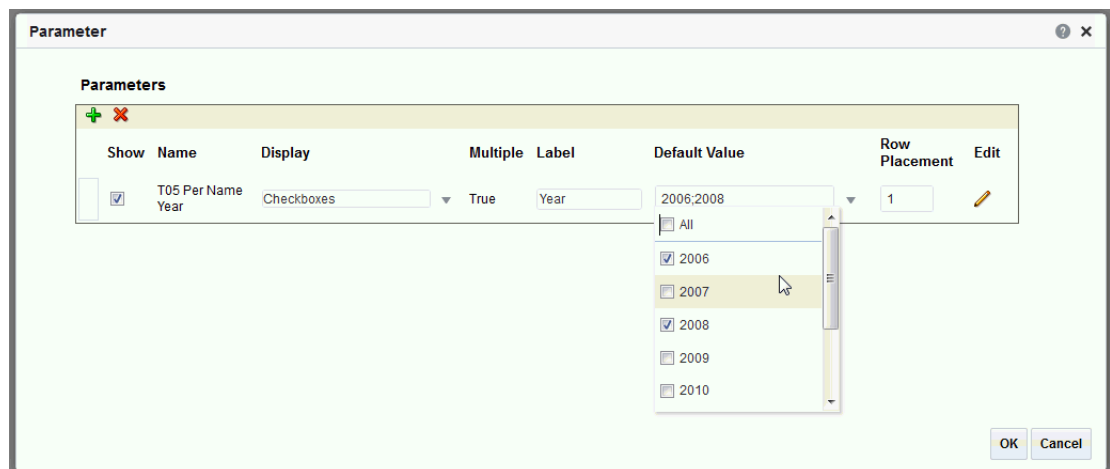 Parameter
Parameters
Show Name Display Multiple Label Default Value Row Placement Edit
T05 Per Name Year Checkboxes True Year 2006;2008 1
All
2006
2007
2008
2009
2010
OK Cancel